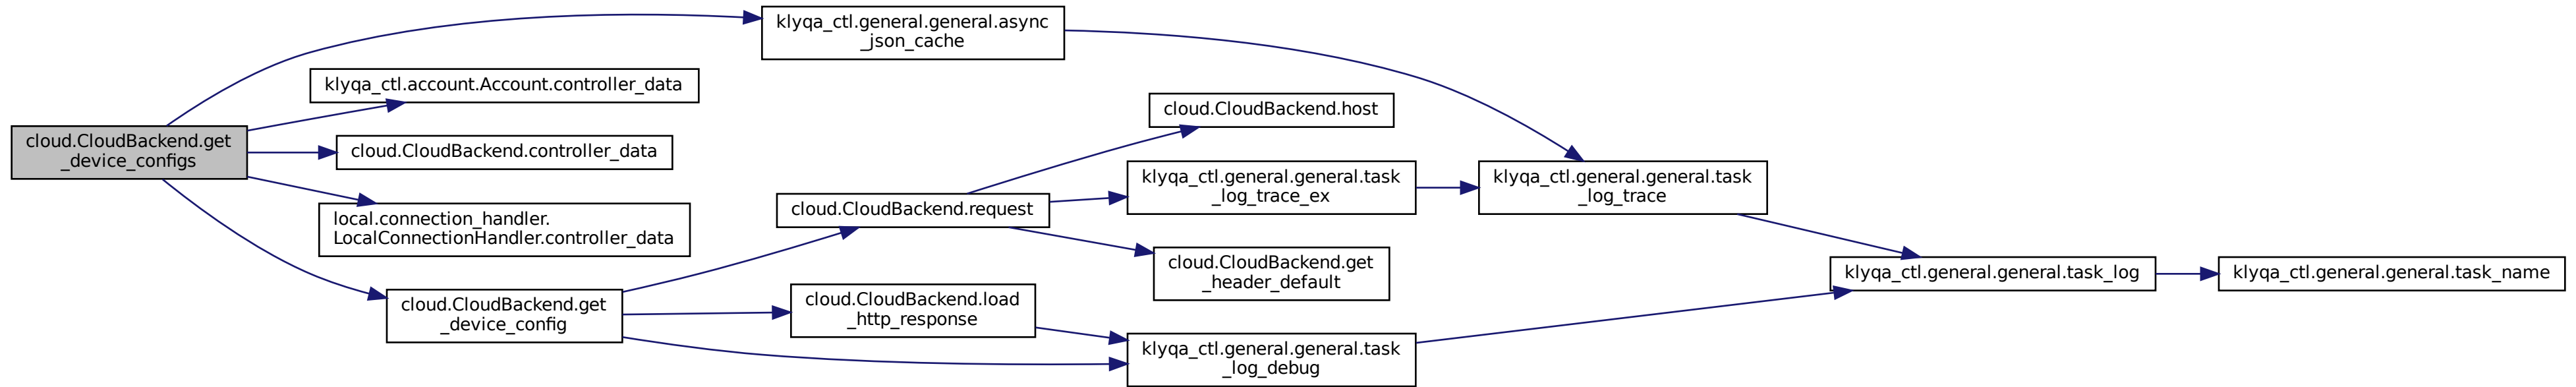 cloud.CloudBackend.get
_device_configs
klyqa_ctl.general.general.async
_json_cache
klyqa_ctl.account.Account.controller_data
cloud.CloudBackend.controller_data
local.connection_handler.
LocalConnectionHandler.controller_data
cloud.CloudBackend.get
_device_config
cloud.CloudBackend.request
cloud.CloudBackend.load
_http_response
cloud.CloudBackend.host
klyqa_ctl.general.general.task
_log_trace_ex
cloud.CloudBackend.get
_header_default
klyqa_ctl.general.general.task
_log_debug
klyqa_ctl.general.general.task
_log_trace
klyqa_ctl.general.general.task_log
klyqa_ctl.general.general.task_name